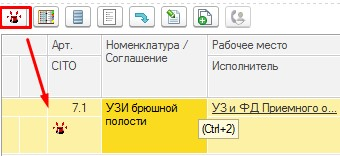 Арт. Номенклатура / Рабочее место
CITO Соглашение Исполнитель
7.1 УЗИ брюшной полости УЗ и ФД Приемного о...
(Ctrl+2)